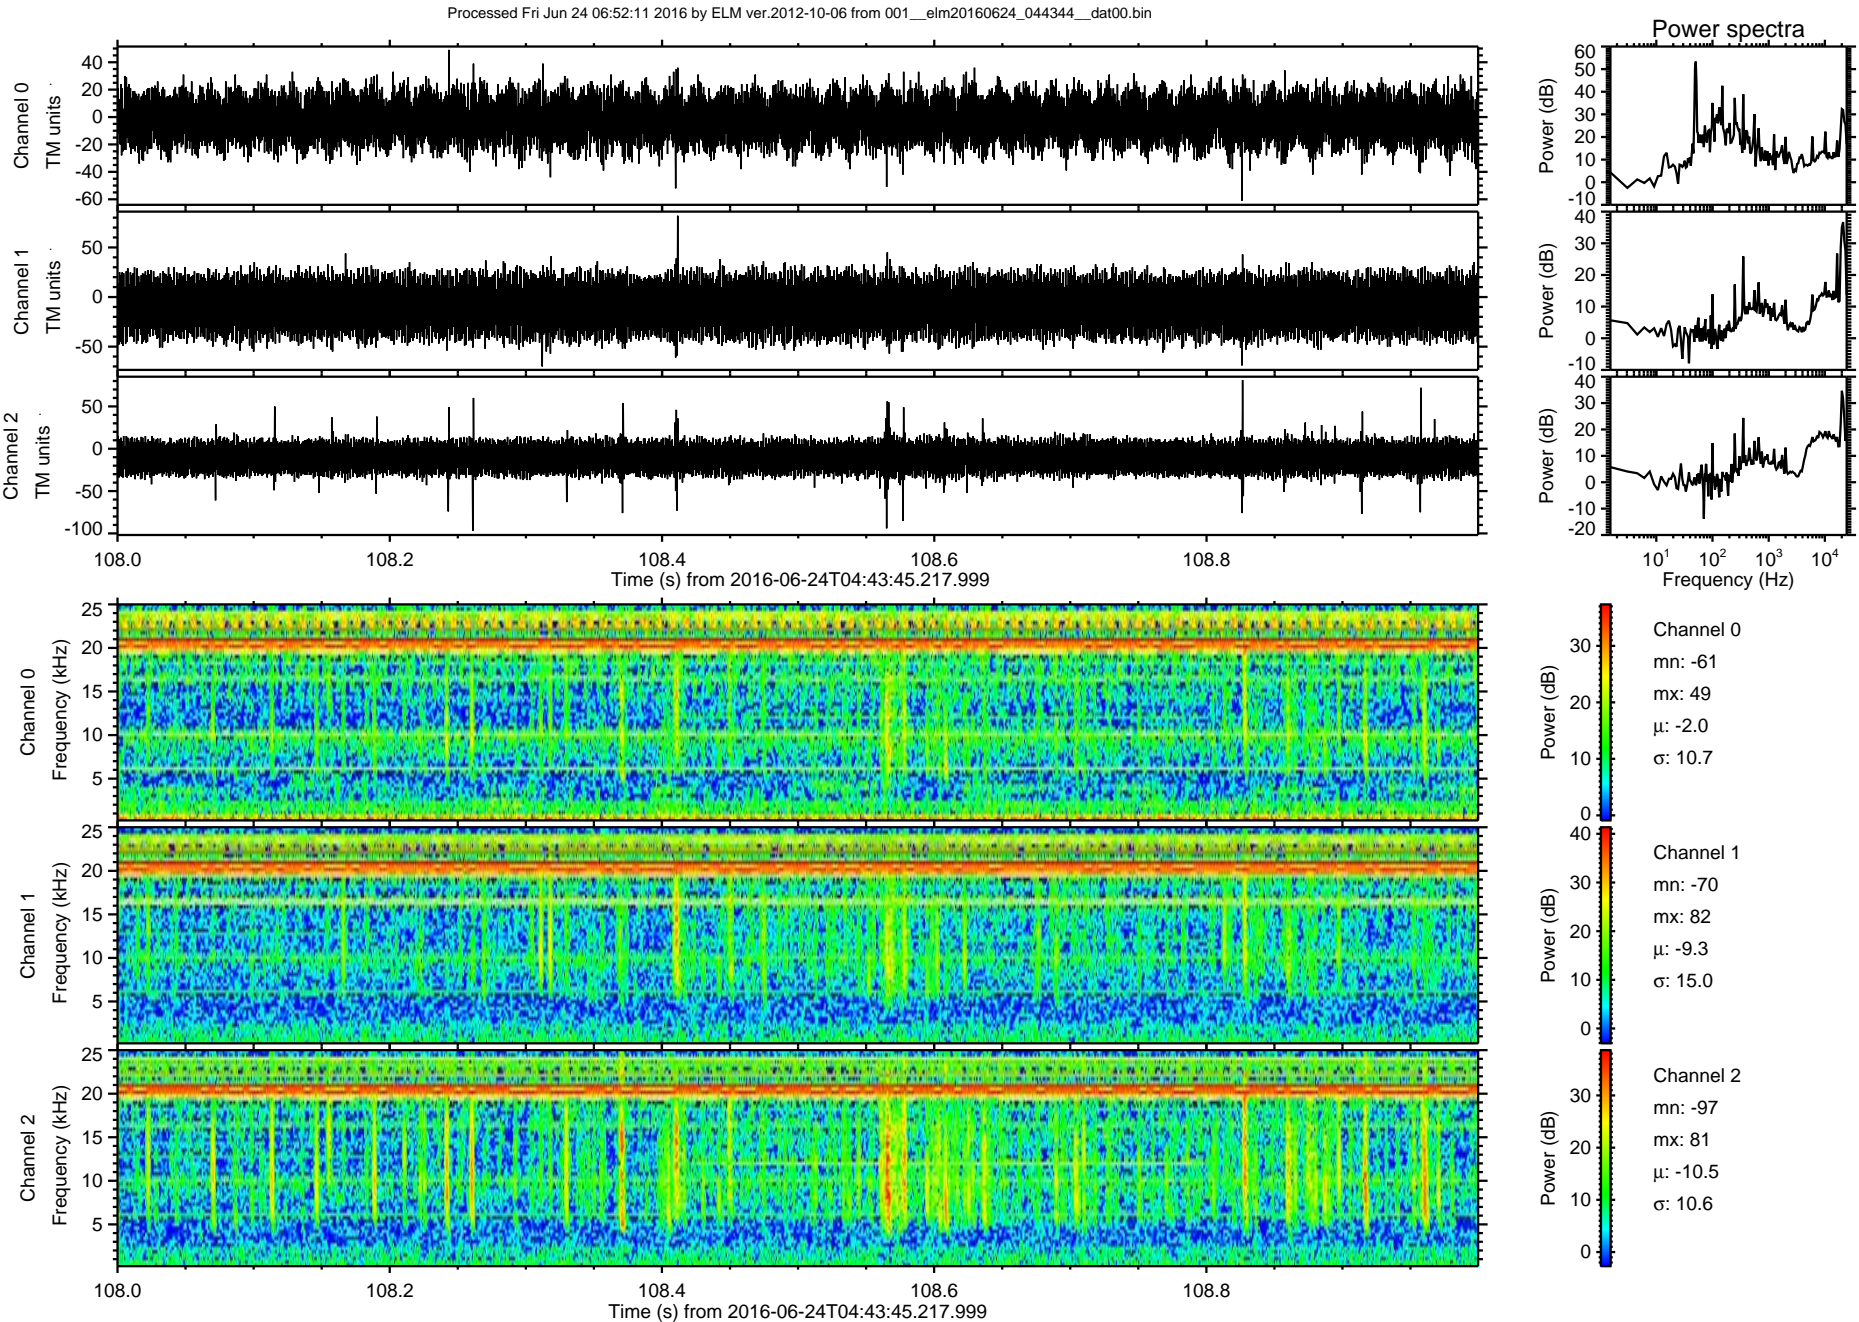 Processed Fri Jun 24 06:52:11 2016 by ELM ver.2012-10-06 from 001__elm20160624_044344__dat00.bin
Power spectra
Channel 0
TM units
40
20
0
-20
-40
-60
Power (dB)
60
50
40
30
20
10
0
-10
Channel 1
TM units
50
0
-50
Power (dB)
40
30
20
10
0
-10
Channel 2
TM units
50
0
-50
-100
Power (dB)
40
30
20
10
0
-10
-20
108.0
108.2
108.4
108.6
108.8
Time (s) from 2016-06-24T04:43:45.217.999
10¹
10²
10³
10⁴
Frequency (Hz)
Channel 0
Frequency (kHz)
25
20
15
10
5
Power (dB)
30
20
10
0
Channel 0
mn: -61
mx: 49
μ: -2.0
σ: 10.7
Channel 1
Frequency (kHz)
25
20
15
10
5
Power (dB)
40
30
20
10
0
Channel 1
mn: -70
mx: 82
μ: -9.3
σ: 15.0
Channel 2
Frequency (kHz)
25
20
15
10
5
Power (dB)
30
20
10
0
Channel 2
mn: -97
mx: 81
μ: -10.5
σ: 10.6
108.0
108.2
108.4
108.6
108.8
Time (s) from 2016-06-24T04:43:45.217.999